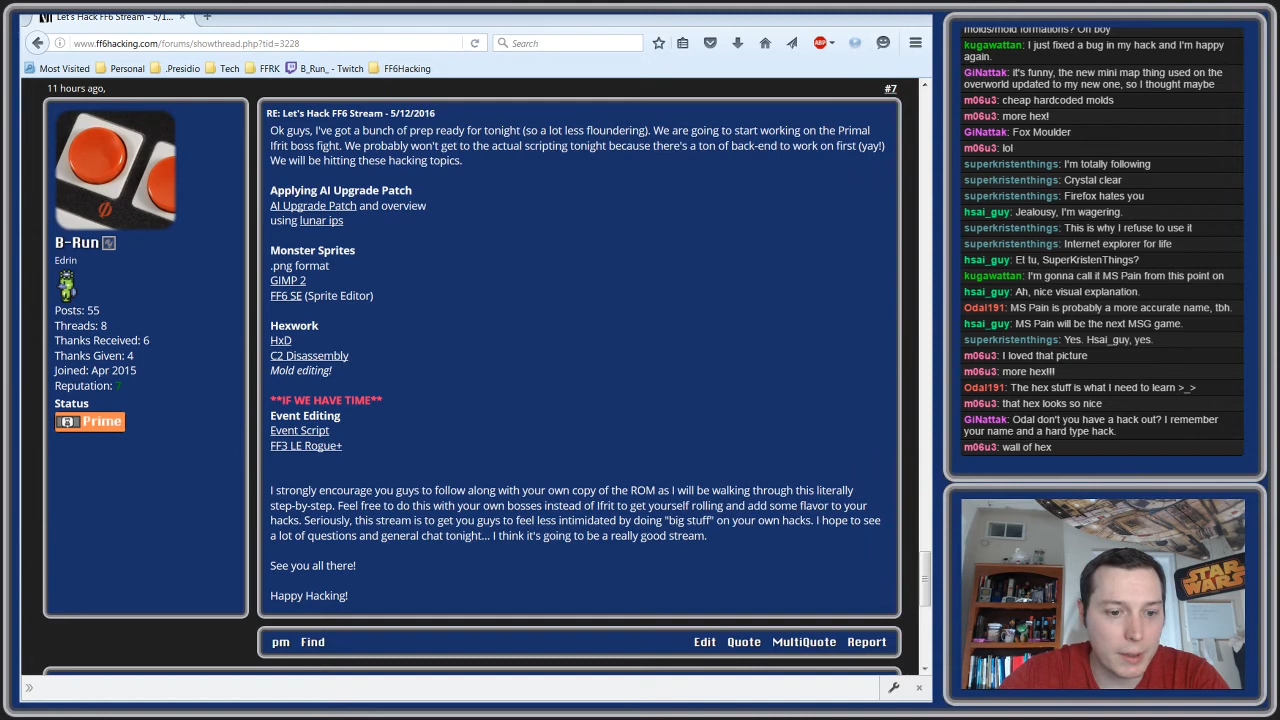 Let's Hack FF6 Stream - 5/1...
www.ff6hacking.com/forums/showthread.php?tid=3228
Search
ABP
Most Visited
Personal
.Presidio
Tech
FFRK
B_Run_ - Twitch
FF6Hacking
11 hours ago,
#7
B-Run
Edrin
Posts: 55
Threads: 8
Thanks Received: 6
Thanks Given: 4
Joined: Apr 2015
Reputation: 7
Status
Prime
RE: Let's Hack FF6 Stream - 5/12/2016
Ok guys, I've got a bunch of prep ready for tonight (so a lot less floundering). We are going to start working on the Primal
Ifrit boss fight. We probably won't get to the actual scripting tonight because there's a ton of back-end to work on first (yay!)
We will be hitting these hacking topics.
Applying AI Upgrade Patch
AI Upgrade Patch and overview
using lunar ips
Monster Sprites
.png format
GIMP 2
FF6 SE (Sprite Editor)
Hexwork
HxD
C2 Disassembly
Mold editing!
**IF WE HAVE TIME**
Event Editing
Event Script
FF3 LE Rogue+
I strongly encourage you guys to follow along with your own copy of the ROM as I will be walking through this literally
step-by-step. Feel free to do this with your own bosses instead of Ifrit to get yourself rolling and add some flavor to your
hacks. Seriously, this stream is to get you guys to feel less intimidated by doing "big stuff" on your own hacks. I hope to see
a lot of questions and general chat tonight... I think it's going to be a really good stream.
See you all there!
Happy Hacking!
pm
Find
Edit
Quote
MultiQuote
Report
molds/mold formations? Oh boy
kugawattan: I just fixed a bug in my hack and I'm happy
again.
GiNattak: it's funny, the new mini map thing used on the
overworld updated to my new one, so I thought maybe
m06u3: cheap hardcoded molds
m06u3: more hex!
GiNattak: Fox Moulder
m06u3: lol
superkristenthings: I'm totally following
superkristenthings: Crystal clear
superkristenthings: Firefox hates you
hsai_guy: Jealousy, I'm wagering.
superkristenthings: This is why I refuse to use it
superkristenthings: Internet explorer for life
hsai_guy: Et tu, SuperKristenThings?
kugawattan: I'm gonna call it MS Pain from this point on
hsai_guy: Ah, nice visual explanation.
Odal191: MS Pain is probably a more accurate name, tbh.
hsai_guy: MS Pain will be the next MSG game.
superkristenthings: Yes. Hsai_guy, yes.
m06u3: I loved that picture
m06u3: more hex!!!
Odal191: The hex stuff is what I need to learn >_>
m06u3: that hex looks so nice
GiNattak: Odal don't you have a hack out? I remember
your name and a hard type hack.
m06u3: wall of hex
STAR
WARS